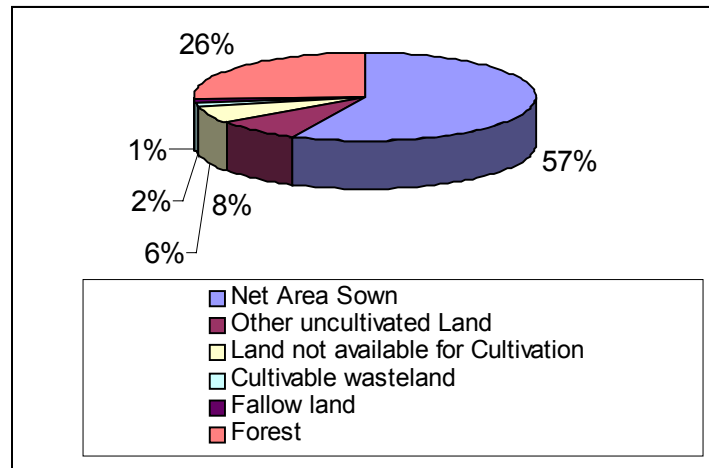 26%
57%
1%
2%
8%
6%
Net Area Sown
Other uncultivated Land
Land not available for Cultivation
Cultivable wasteland
Fallow land
Forest